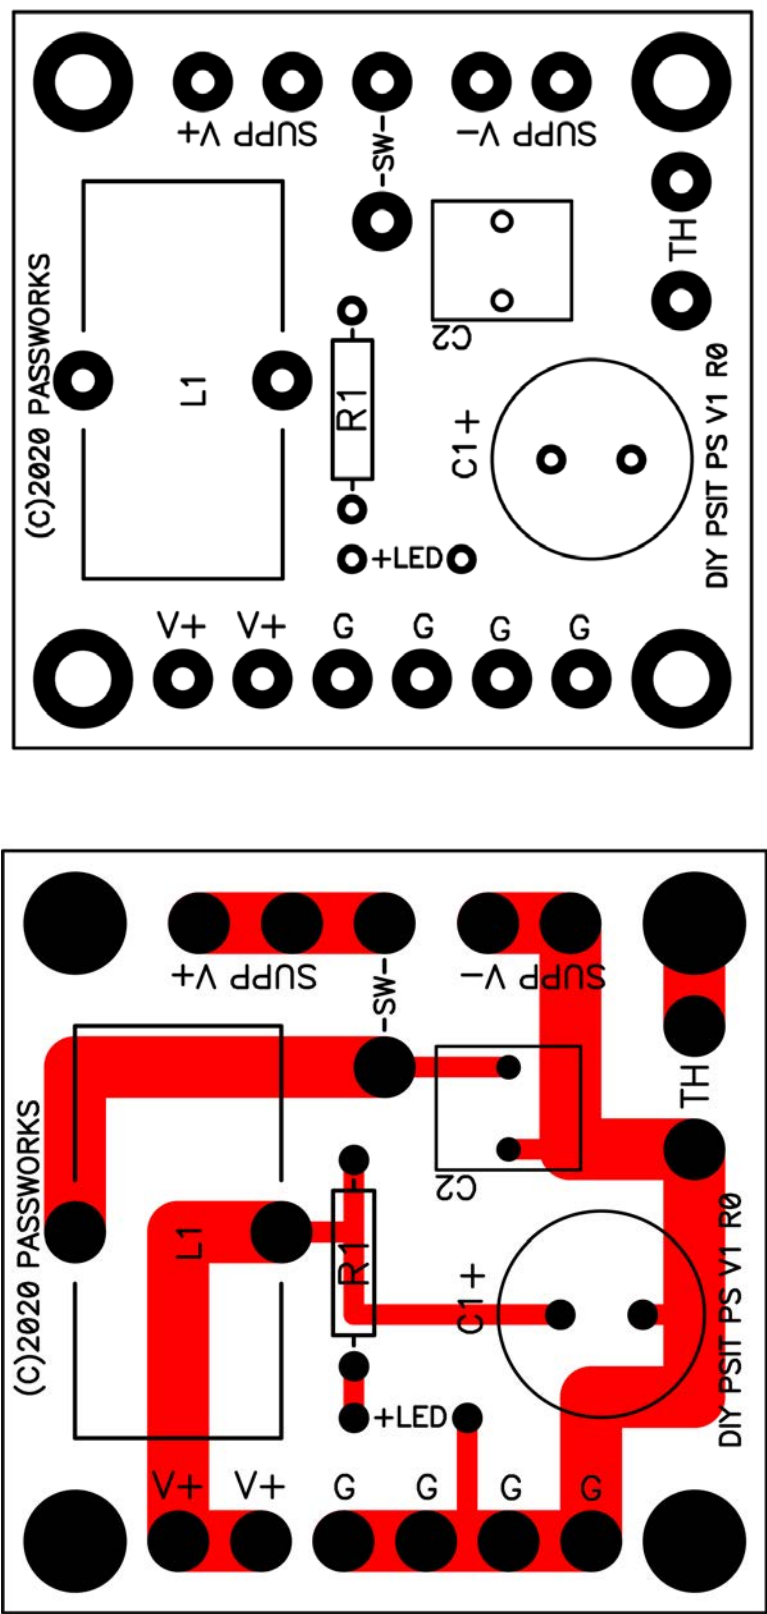 SUPP V+
SUPP V-
-SW-
TH
C2
(C)2020 PASSWORKS
L1
R1
C1+
DIY PSIT PS V1 R0
+LED
V+ V+ G G G G
SUPP V+
SUPP V-
-SW-
TH
C2
(C)2020 PASSWORKS
L1
R1
C1+
DIY PSIT PS V1 R0
+LED
V+ V+ G G G G